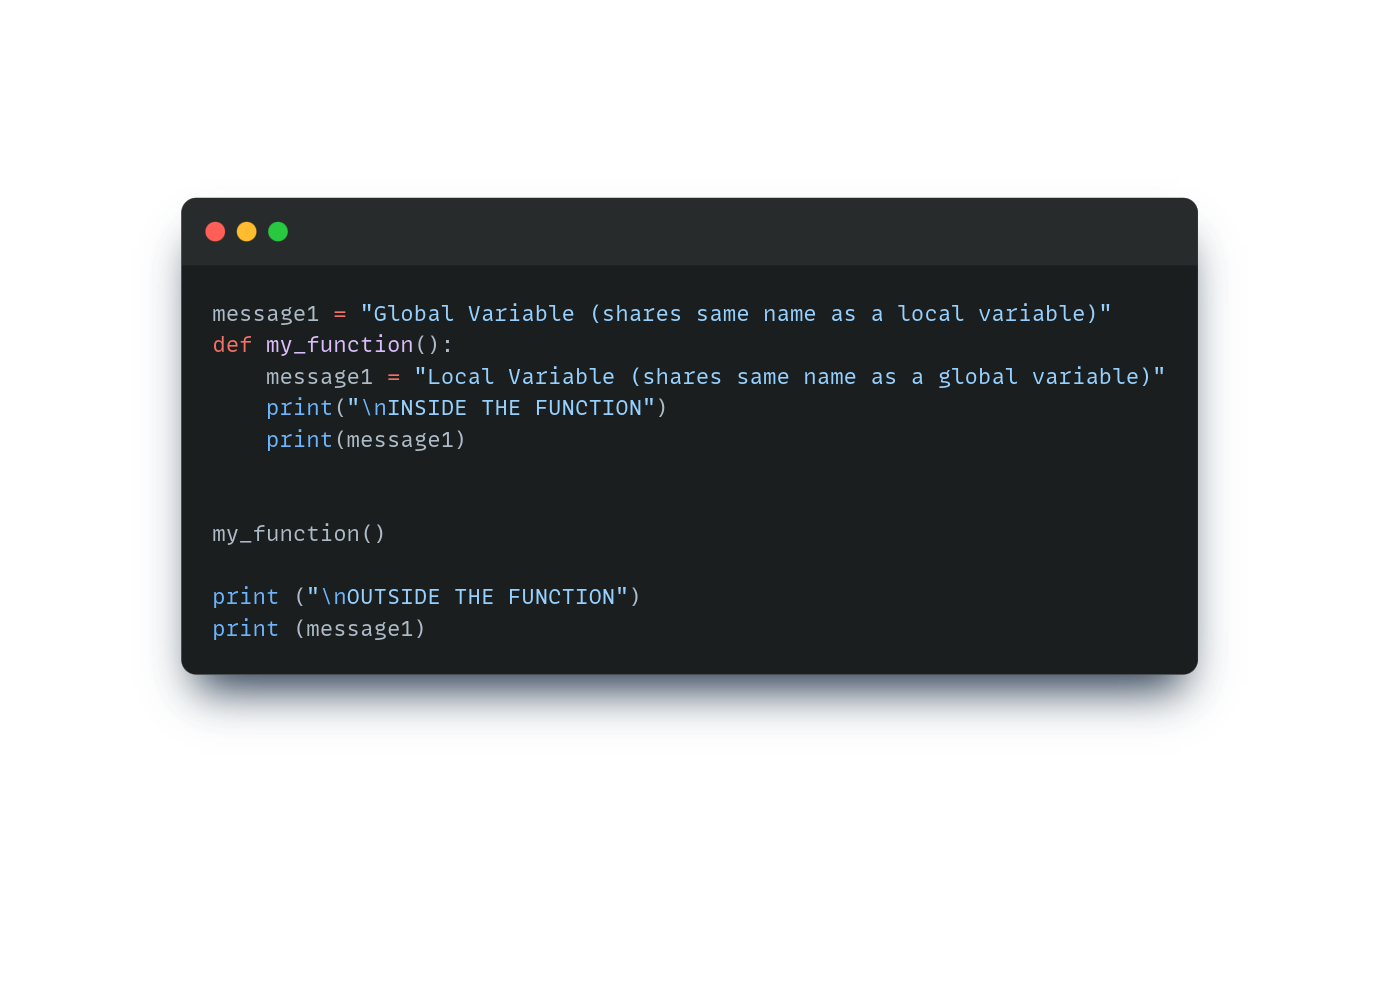 message1 = "Global Variable (shares same name as a local variable)"
def my_function():
    message1 = "Local Variable (shares same name as a global variable)"
    print("\nINSIDE THE FUNCTION")
    print(message1)
my_function()
print ("\nOUTSIDE THE FUNCTION")
print (message1)